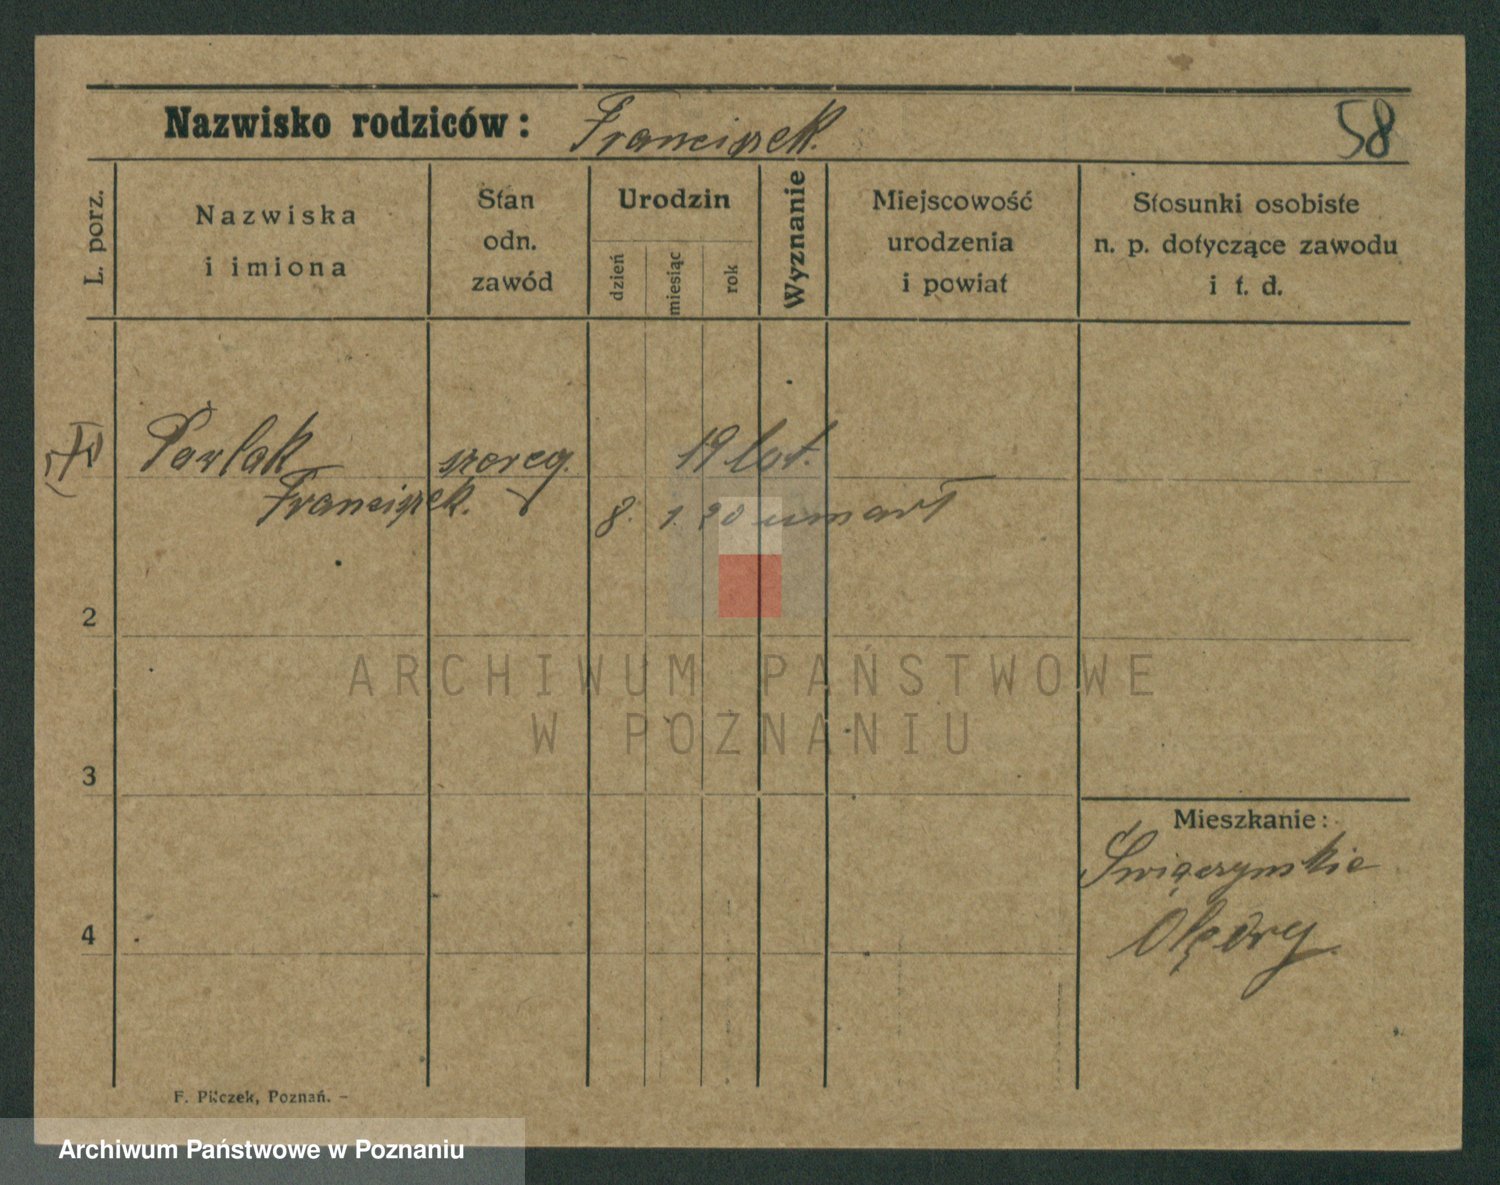 Nazwisko rodziców: Franciszek. 58
L. porz.
Nazwiska
i imiona
Stan
odn.
zawód
Urodzin
dzień
miesiąc
rok
Wyznanie
Miejscowość
urodzenia
i powiat
Stosunki osobiste
n. p. dotyczące zawodu
i t. d.
Pawlak szereg. 19 lat.
Franciszek. 8. 1. 20 umarł
2
3
4
Mieszkanie:
Olędry
F. Pilczek, Poznań. –
ARCHIWUM PAŃSTWOWE
W POZNANIU
Archiwum Państwowe w Poznaniu